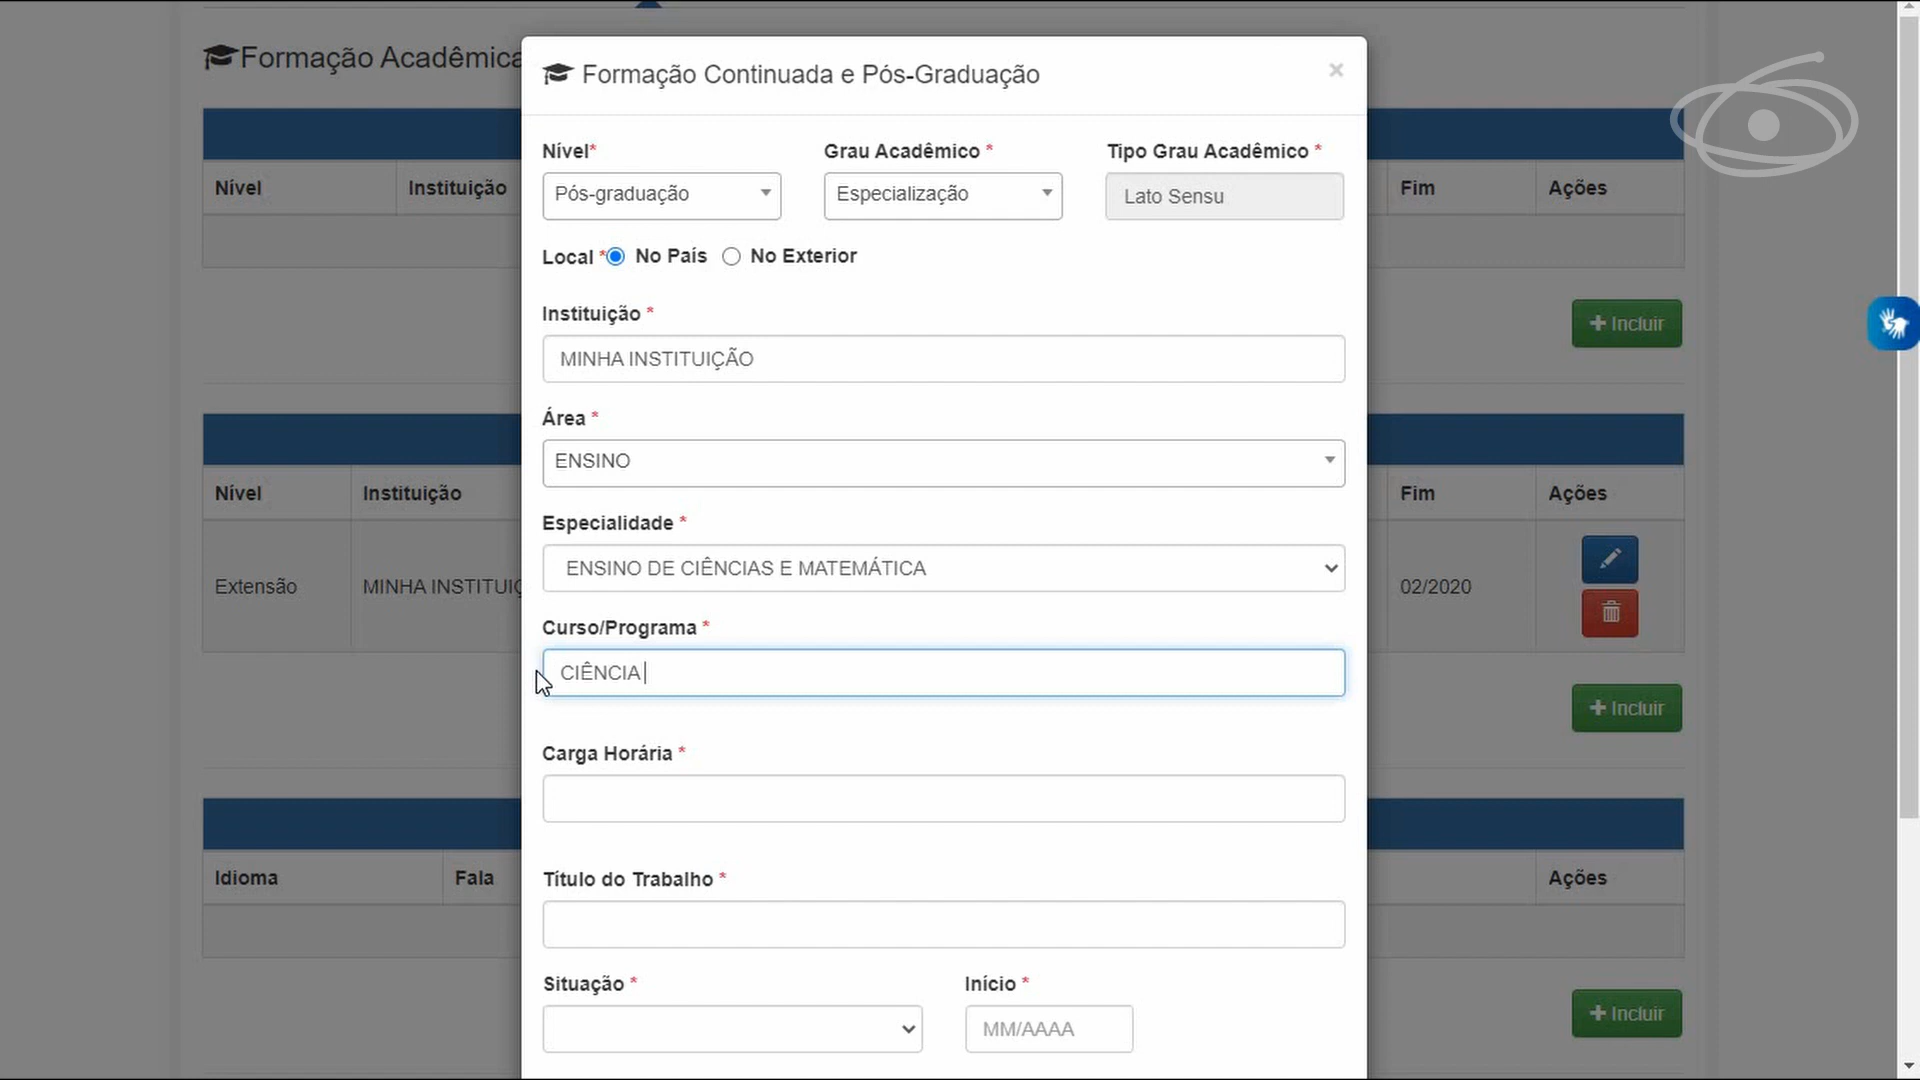 Formação Acadêmica
Nível
Instituição
Fim
Ações
Incluir
Nível
Instituição
Fim
Ações
Extensão
MINHA INSTITUIÇ
02/2020
Incluir
Idioma
Fala
Ações
Incluir
Formação Continuada e Pós-Graduação
×
Nível*
Grau Acadêmico *
Tipo Grau Acadêmico *
Pós-graduação
Especialização
Lato Sensu
Local * No País No Exterior
Instituição *
MINHA INSTITUIÇÃO
Área *
ENSINO
Especialidade *
ENSINO DE CIÊNCIAS E MATEMÁTICA
Curso/Programa *
CIÊNCIA
Carga Horária *
Título do Trabalho *
Situação *
Início *
MM/AAAA